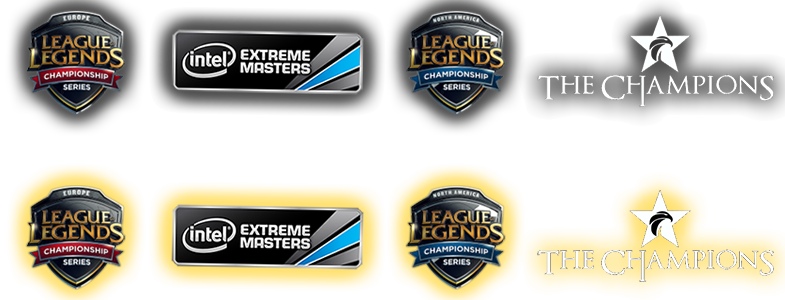 EUROPE
LEAGUE
LEGENDS
CHAMPIONSHIP
SERIES
intel
EXTREME
MASTERS
NORTH AMERICA
LEAGUE
LEGENDS
CHAMPIONSHIP
SERIES
THE CHAMPIONS
EUROPE
LEAGUE
LEGENDS
CHAMPIONSHIP
SERIES
intel
EXTREME
MASTERS
NORTH AMERICA
LEAGUE
LEGENDS
CHAMPIONSHIP
SERIES
THE CHAMPIONS